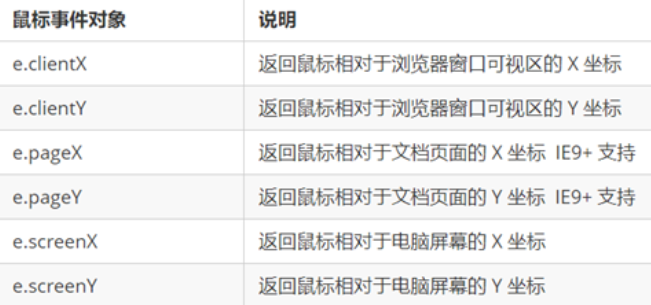 鼠标事件对象 说明
e.clientX 返回鼠标相对于浏览器窗口可视区的 X 坐标
e.clientY 返回鼠标相对于浏览器窗口可视区的 Y 坐标
e.pageX 返回鼠标相对于文档页面的 X 坐标 IE9+ 支持
e.pageY 返回鼠标相对于文档页面的 Y 坐标 IE9+ 支持
e.screenX 返回鼠标相对于电脑屏幕的 X 坐标
e.screenY 返回鼠标相对于电脑屏幕的 Y 坐标